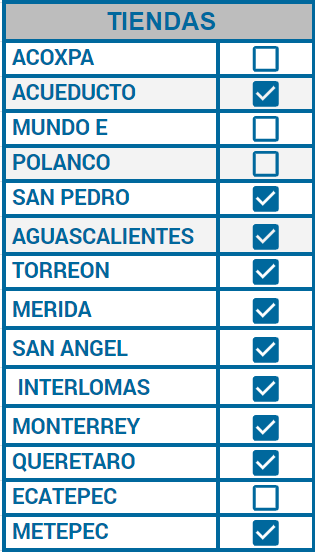 TIENDAS
ACOXPA
ACUEDUCTO
MUNDO E
POLANCO
SAN PEDRO
AGUASCALIENTES
TORREON
MERIDA
SAN ANGEL
INTERLOMAS
MONTERREY
QUERETARO
ECATEPEC
METEPEC